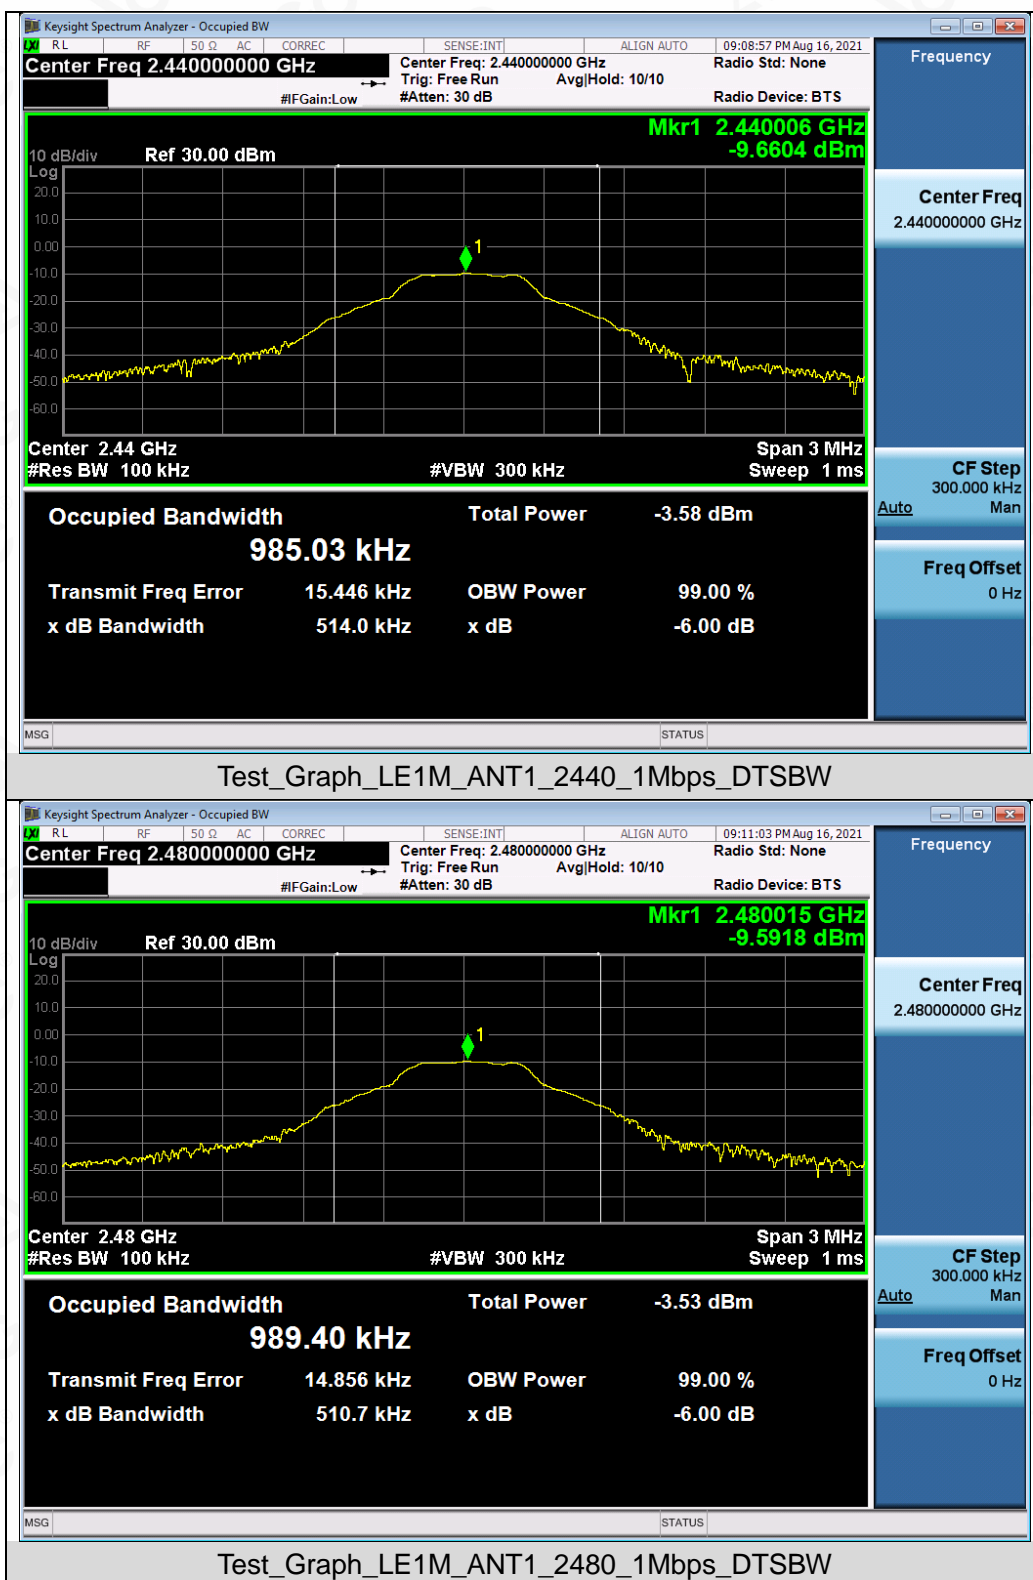 Keysight Spectrum Analyzer - Occupied BW
LXI RL RF 50 Ω AC CORREC SENSE:INT ALIGN AUTO 09:08:57 PM Aug 16, 2021
Center Freq 2.440000000 GHz
Center Freq: 2.440000000 GHz Radio Std: None
Trig: Free Run Avg|Hold: 10/10
#IFGain:Low #Atten: 30 dB Radio Device: BTS
Frequency
Mkr1 2.440006 GHz
-9.6604 dBm
10 dB/div Ref 30.00 dBm
Log
20.0
10.0
0.00
-10.0
-20.0
-30.0
-40.0
-50.0
-60.0
1
Center 2.44 GHz Span 3 MHz
#Res BW 100 kHz #VBW 300 kHz Sweep 1 ms
Center Freq
2.440000000 GHz
CF Step
300.000 kHz
Auto Man
Freq Offset
0 Hz
Occupied Bandwidth Total Power -3.58 dBm
985.03 kHz
Transmit Freq Error 15.446 kHz OBW Power 99.00 %
x dB Bandwidth 514.0 kHz x dB -6.00 dB
MSG STATUS
Test_Graph_LE1M_ANT1_2440_1Mbps_DTSBW
Keysight Spectrum Analyzer - Occupied BW
LXI RL RF 50 Ω AC CORREC SENSE:INT ALIGN AUTO 09:11:03 PM Aug 16, 2021
Center Freq 2.480000000 GHz
Center Freq: 2.480000000 GHz Radio Std: None
Trig: Free Run Avg|Hold: 10/10
#IFGain:Low #Atten: 30 dB Radio Device: BTS
Frequency
Mkr1 2.480015 GHz
-9.5918 dBm
10 dB/div Ref 30.00 dBm
Log
20.0
10.0
0.00
-10.0
-20.0
-30.0
-40.0
-50.0
-60.0
1
Center 2.48 GHz Span 3 MHz
#Res BW 100 kHz #VBW 300 kHz Sweep 1 ms
Center Freq
2.480000000 GHz
CF Step
300.000 kHz
Auto Man
Freq Offset
0 Hz
Occupied Bandwidth Total Power -3.53 dBm
989.40 kHz
Transmit Freq Error 14.856 kHz OBW Power 99.00 %
x dB Bandwidth 510.7 kHz x dB -6.00 dB
MSG STATUS
Test_Graph_LE1M_ANT1_2480_1Mbps_DTSBW